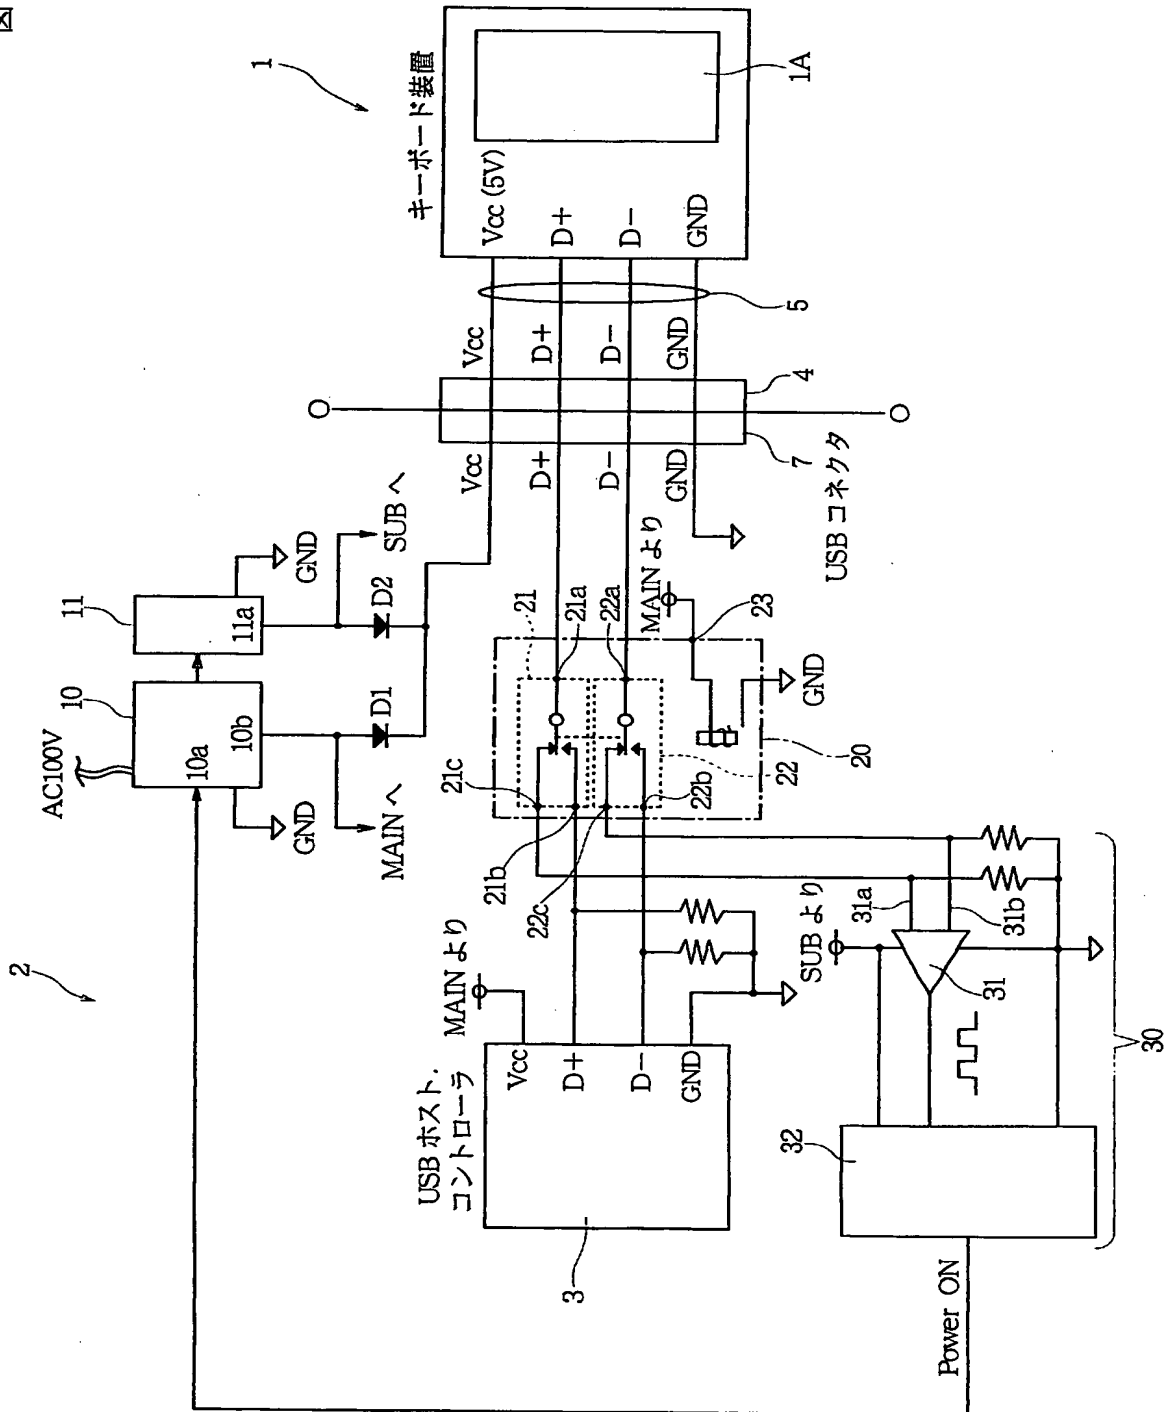 図
2
AC100V
10
11
10a
10b
11a
1
GND
GND
D1
D2
MAINへ
SUBへ
キーボード装置
USBホスト
コントローラ
MAINより
21c
Vcc
Vcc
Vcc
Vcc (5V)
21b
21
D+
D+
D+
D+
21a
22c
22a
D−
D−
D−
D−
3
22b
MAINより
GND
GND
GND
GND
22
23
1A
32
SUBより
GND
7
4
5
31a
20
USBコネクタ
Power ON
31
31b
30